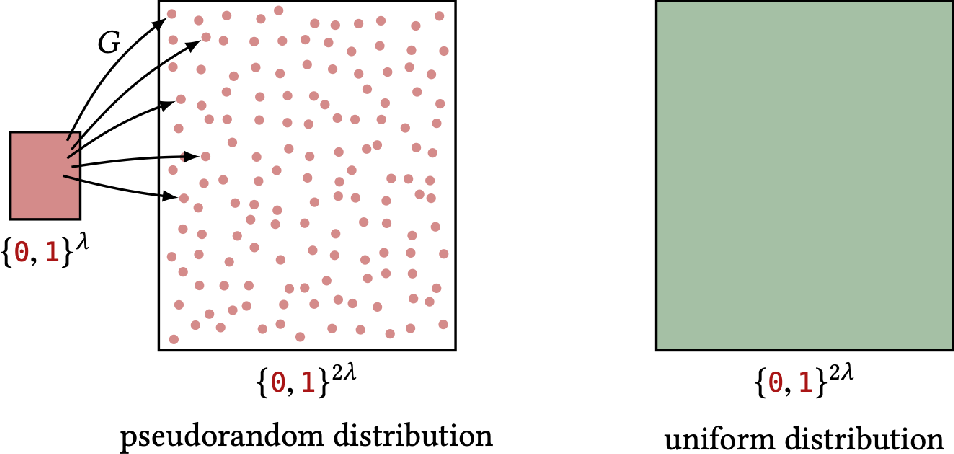 G
{0, 1}^λ
{0, 1}^{2λ}
{0, 1}^{2λ}
pseudorandom distribution
uniform distribution